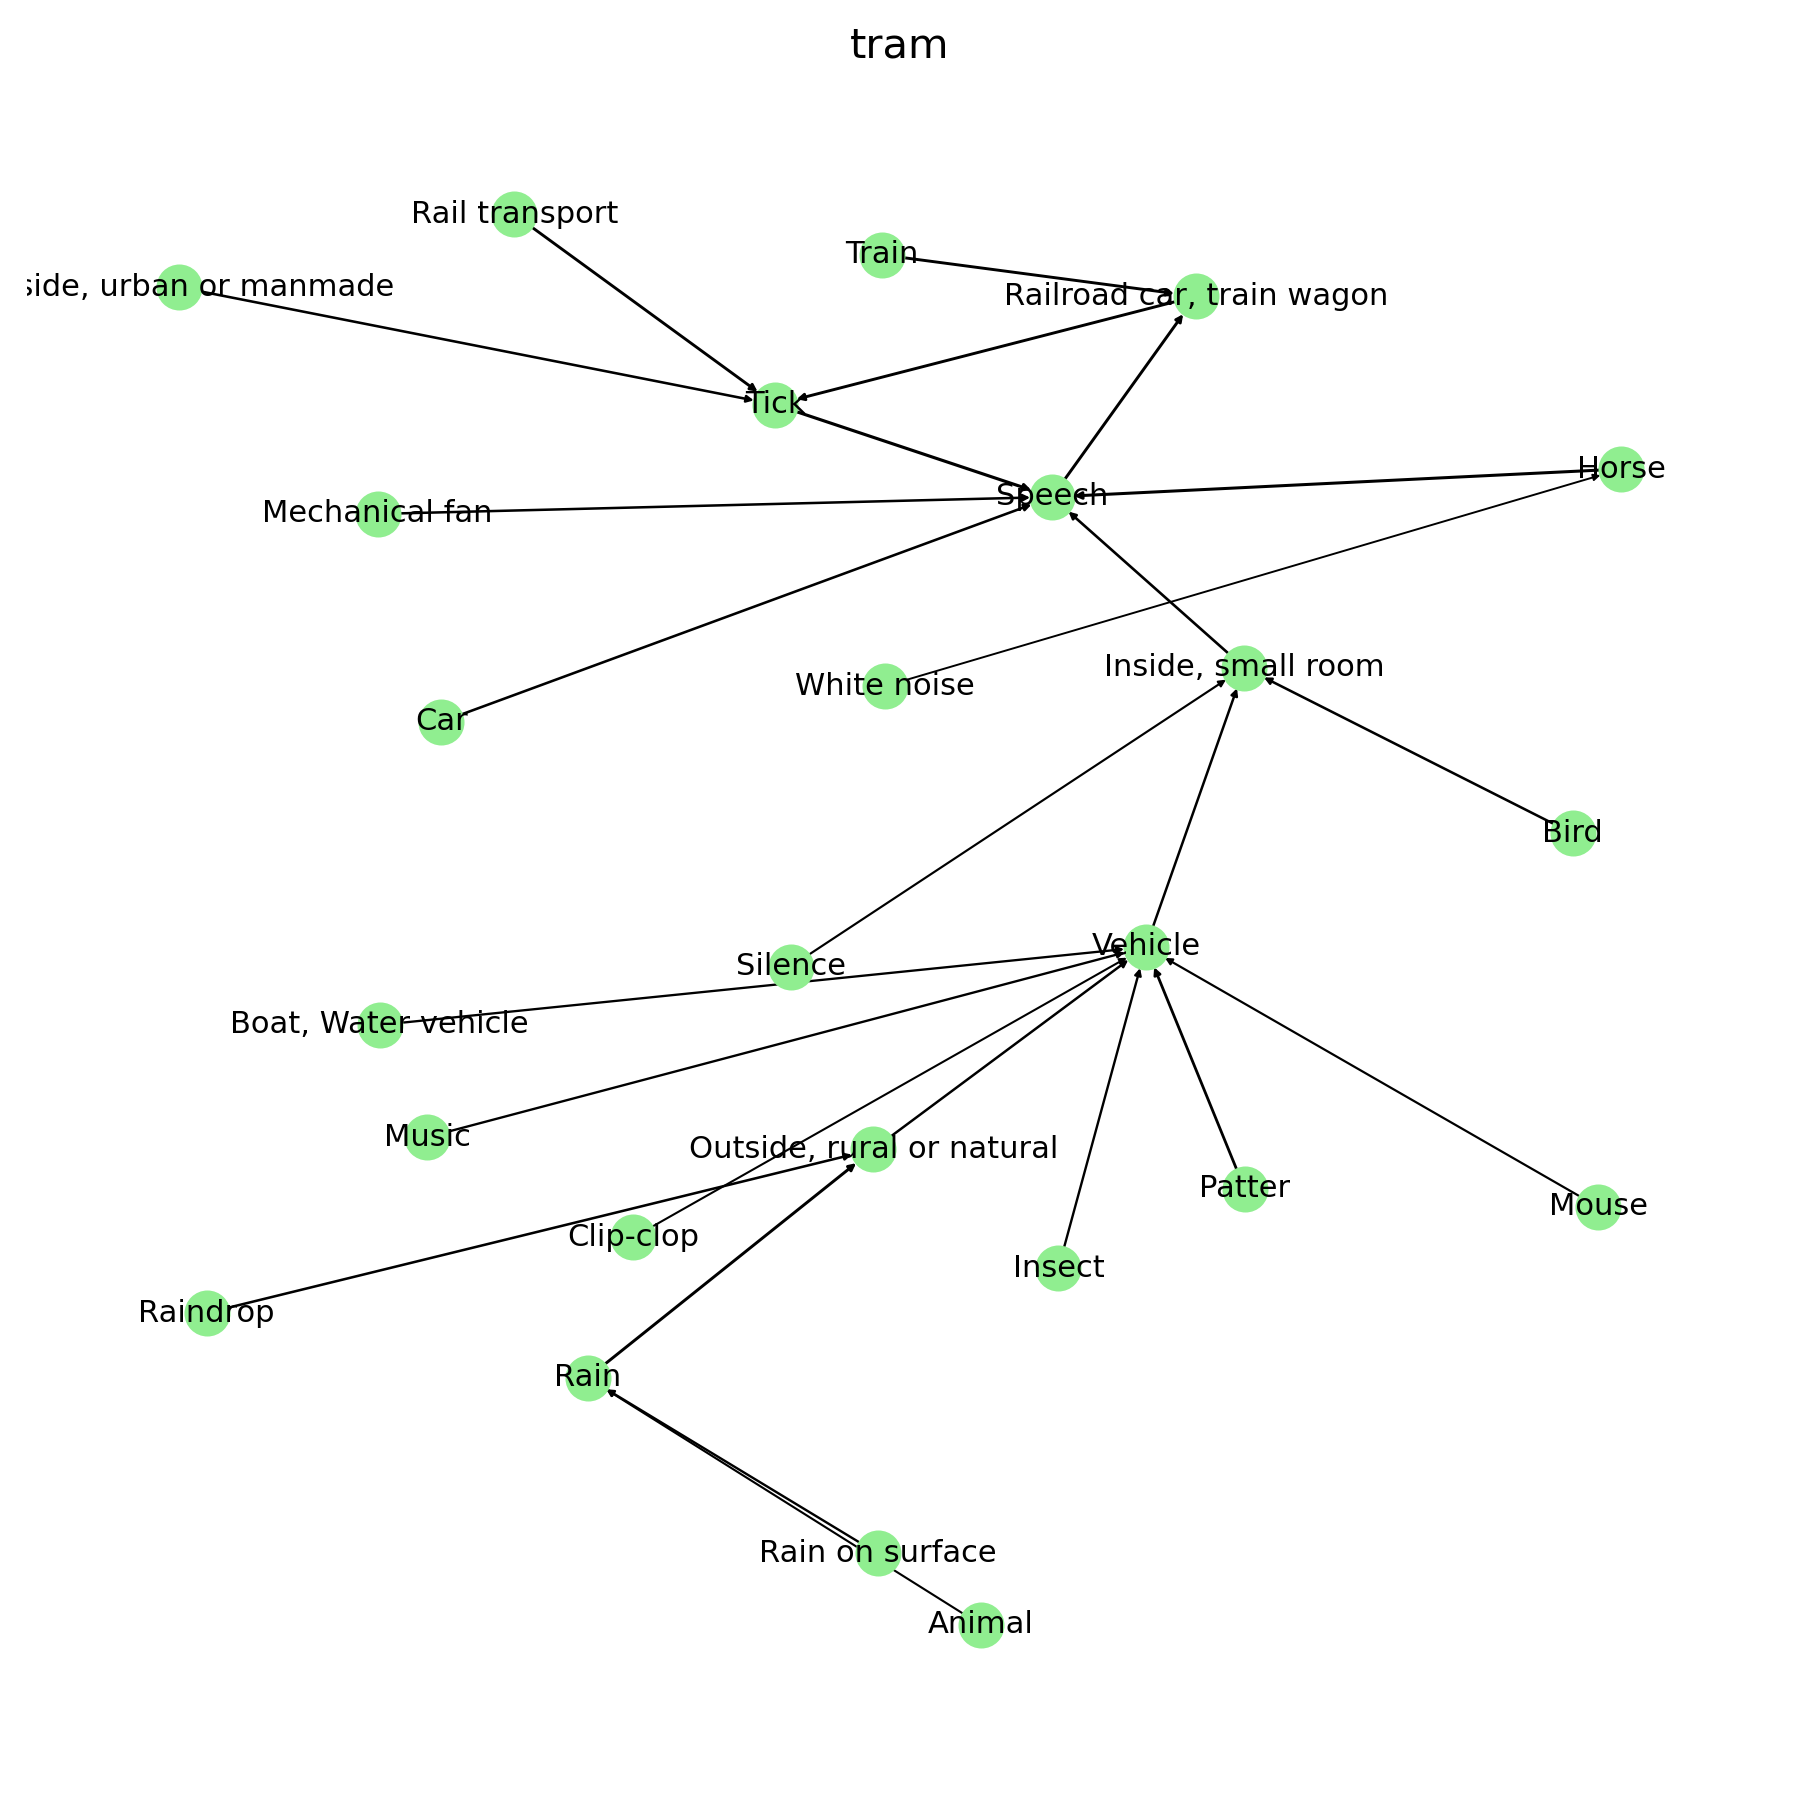 tram
Rail transport
Train
urban or manmade
Railroad car, train wagon
Tick
Horse
Speech
Mechanical fan
Inside, small room
White noise
Car
Bird
Vehicle
Silence
Boat, Water vehicle
Music
Outside, rural or natural
Patter
Mouse
Clip-clop
Insect
Raindrop
Rain
Rain on surface
Animal